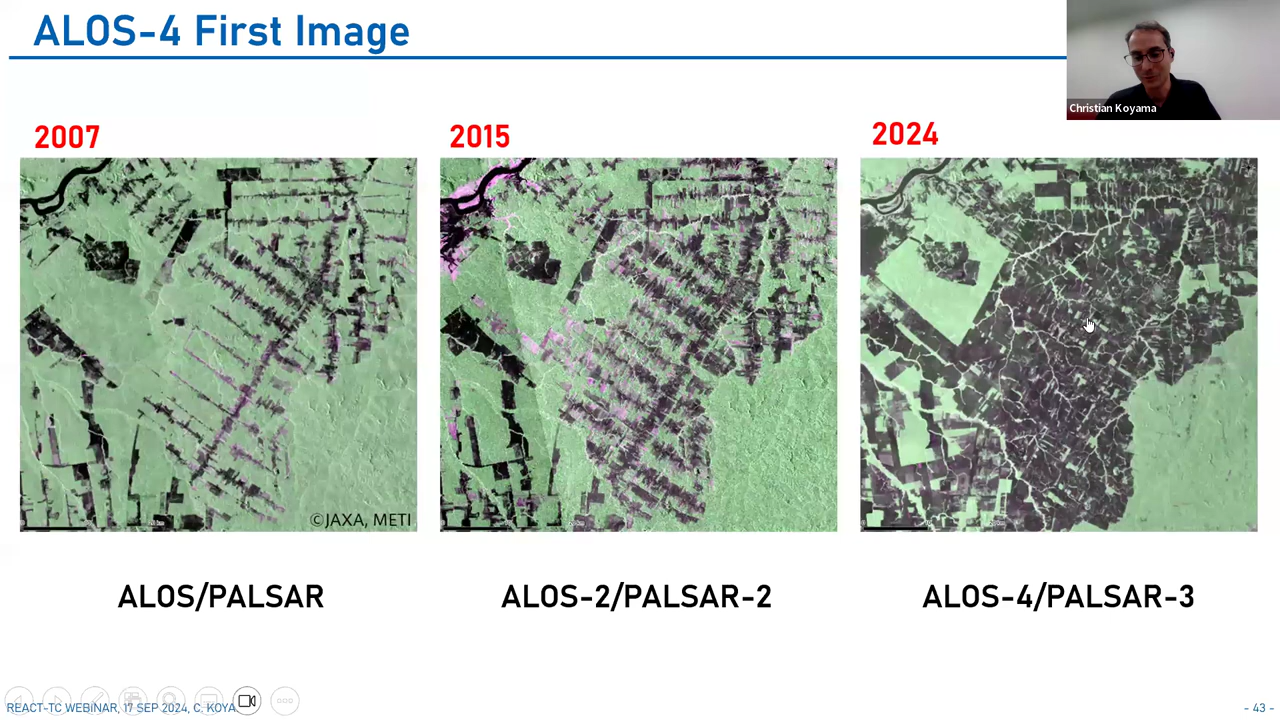 ALOS-4 First Image
Christian Koyama
2007
2015
2024
©JAXA, METI
ALOS/PALSAR
ALOS-2/PALSAR-2
ALOS-4/PALSAR-3
REACT-TC WEBINAR, 17 SEP 2024, C. KOYA
- 43 -